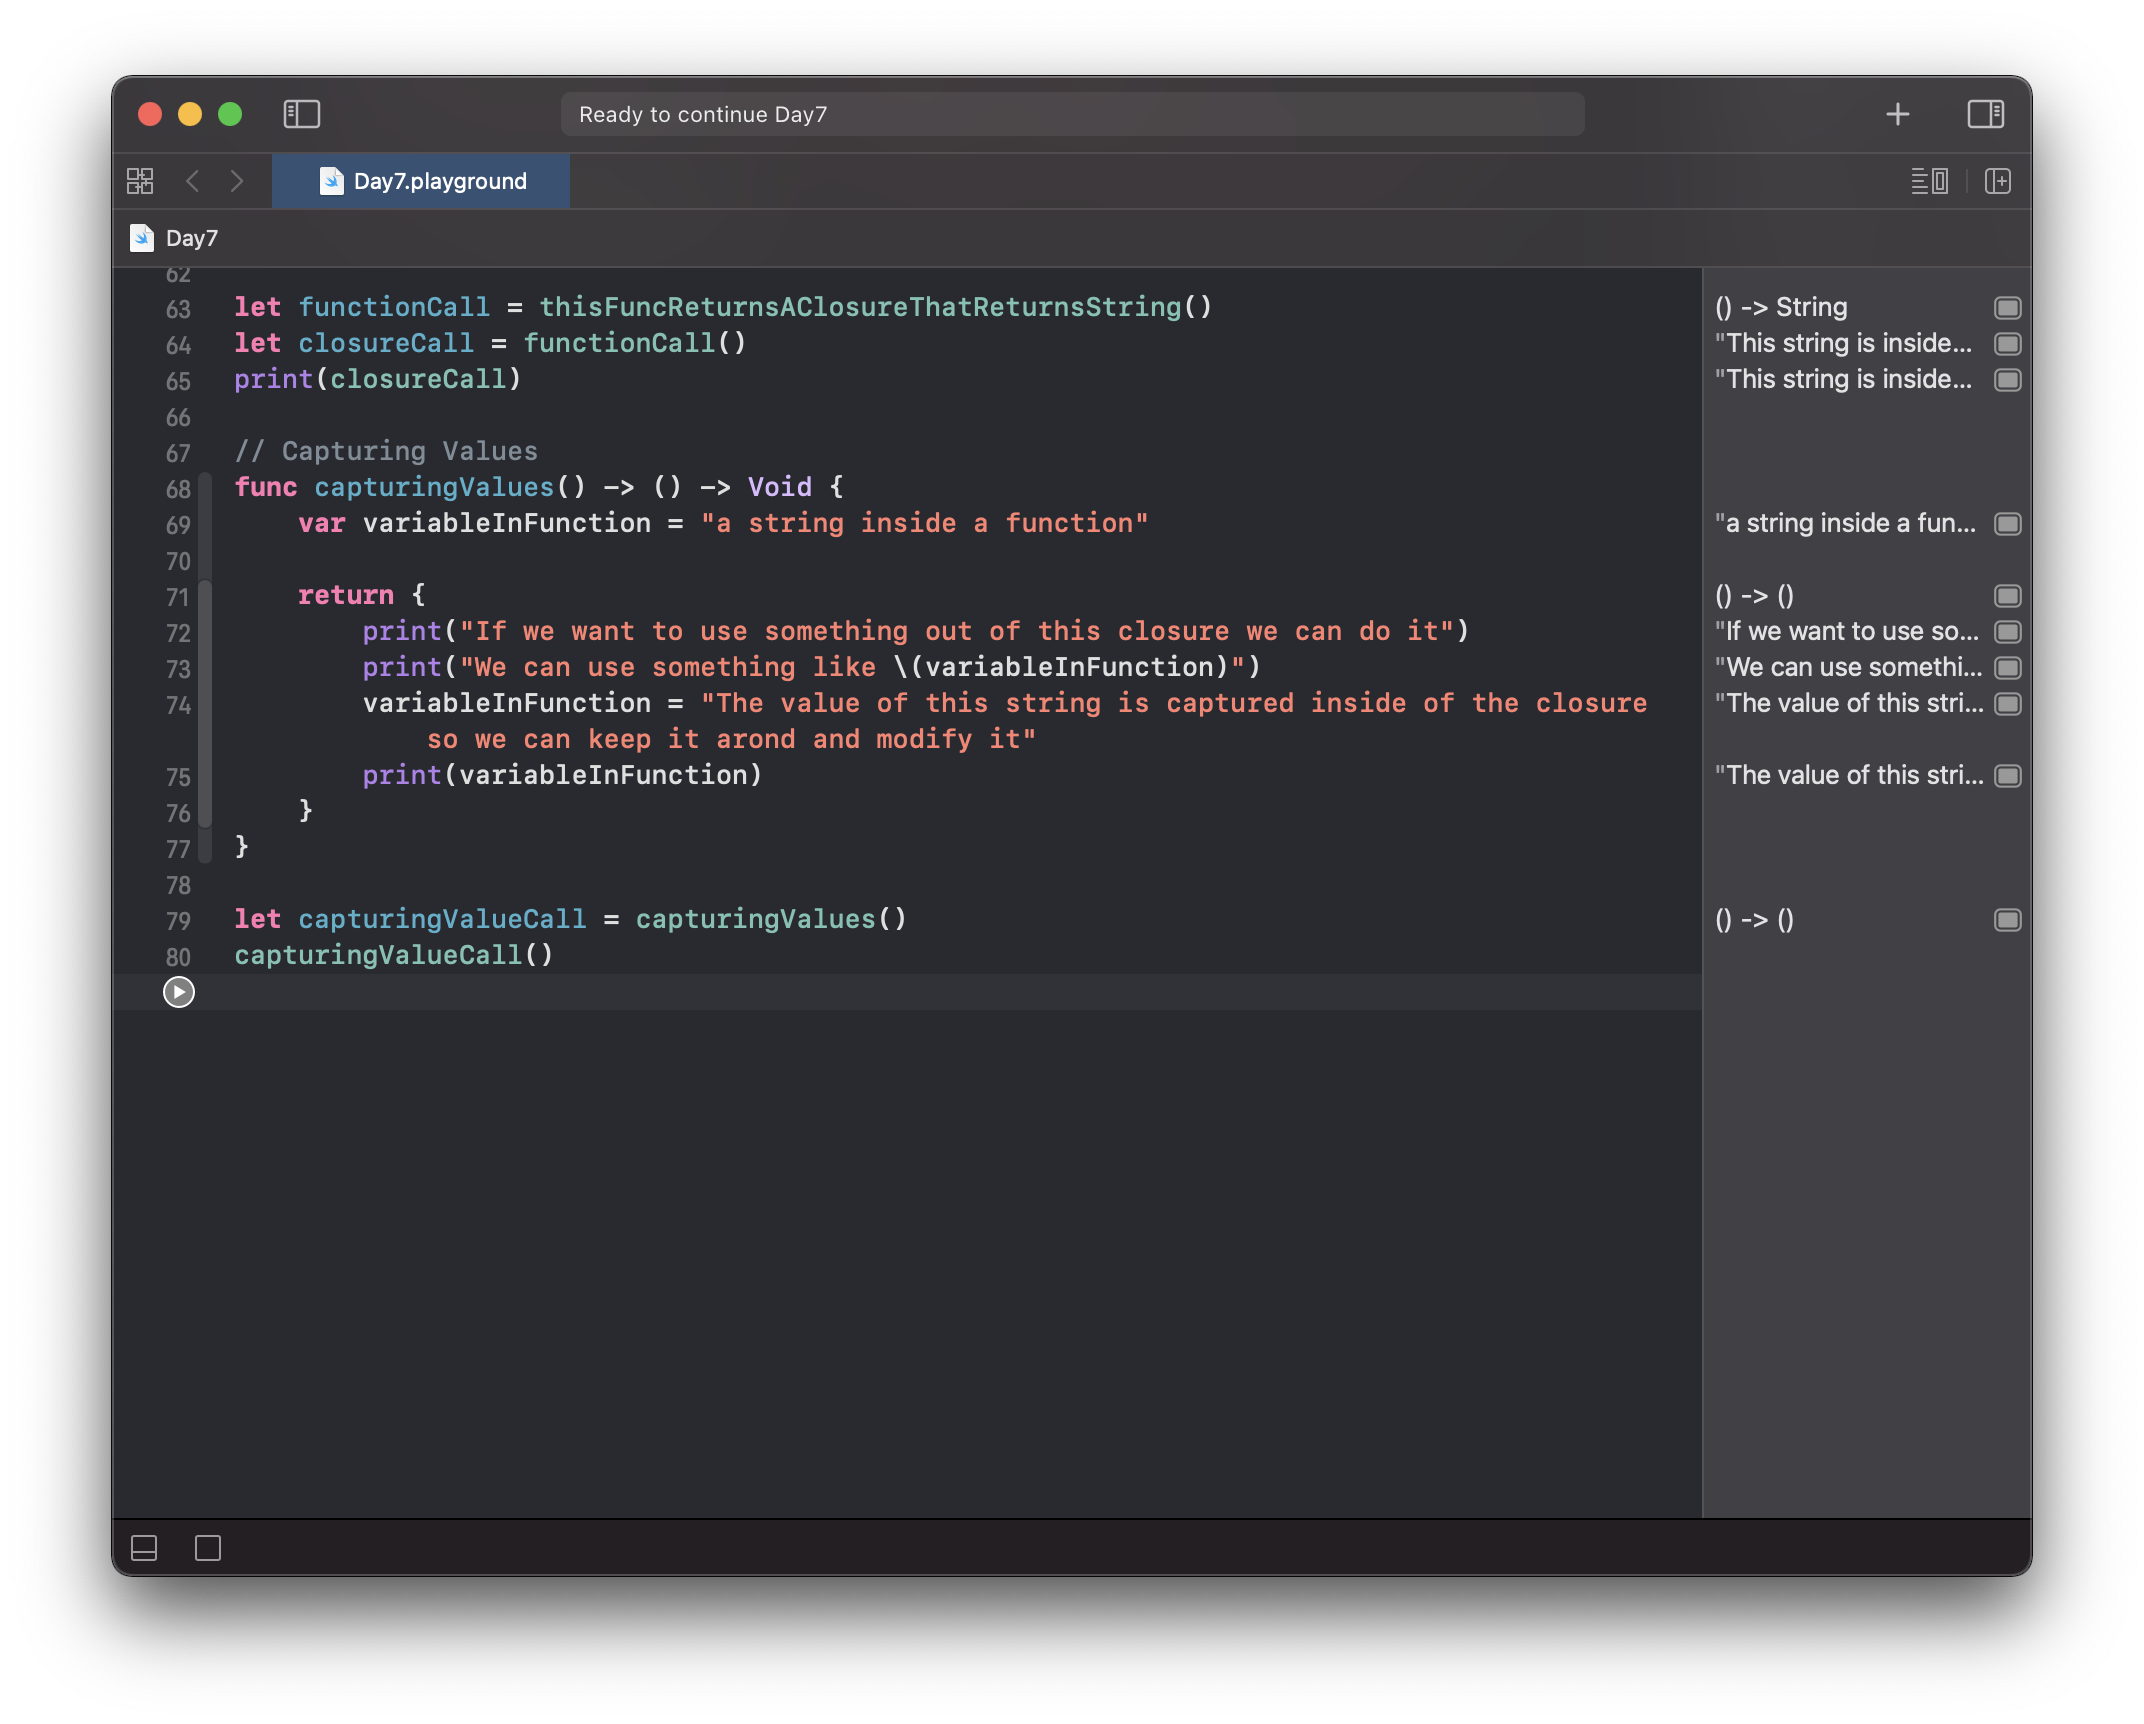 Ready to continue Day7
Day7.playground
Day7
62
63 let functionCall = thisFuncReturnsAClosureThatReturnsString() () -> String
64 let closureCall = functionCall() "This string is inside...
65 print(closureCall) "This string is inside...
66
67 // Capturing Values
68 func capturingValues() -> () -> Void {
69 var variableInFunction = "a string inside a function" "a string inside a fun...
70
71 return { () -> ()
72 print("If we want to use something out of this closure we can do it") "If we want to use so...
73 print("We can use something like \(variableInFunction)") "We can use somethi...
74 variableInFunction = "The value of this string is captured inside of the closure "The value of this stri...
so we can keep it arond and modify it"
75 print(variableInFunction) "The value of this stri...
76 }
77 }
78
79 let capturingValueCall = capturingValues() () -> ()
80 capturingValueCall()